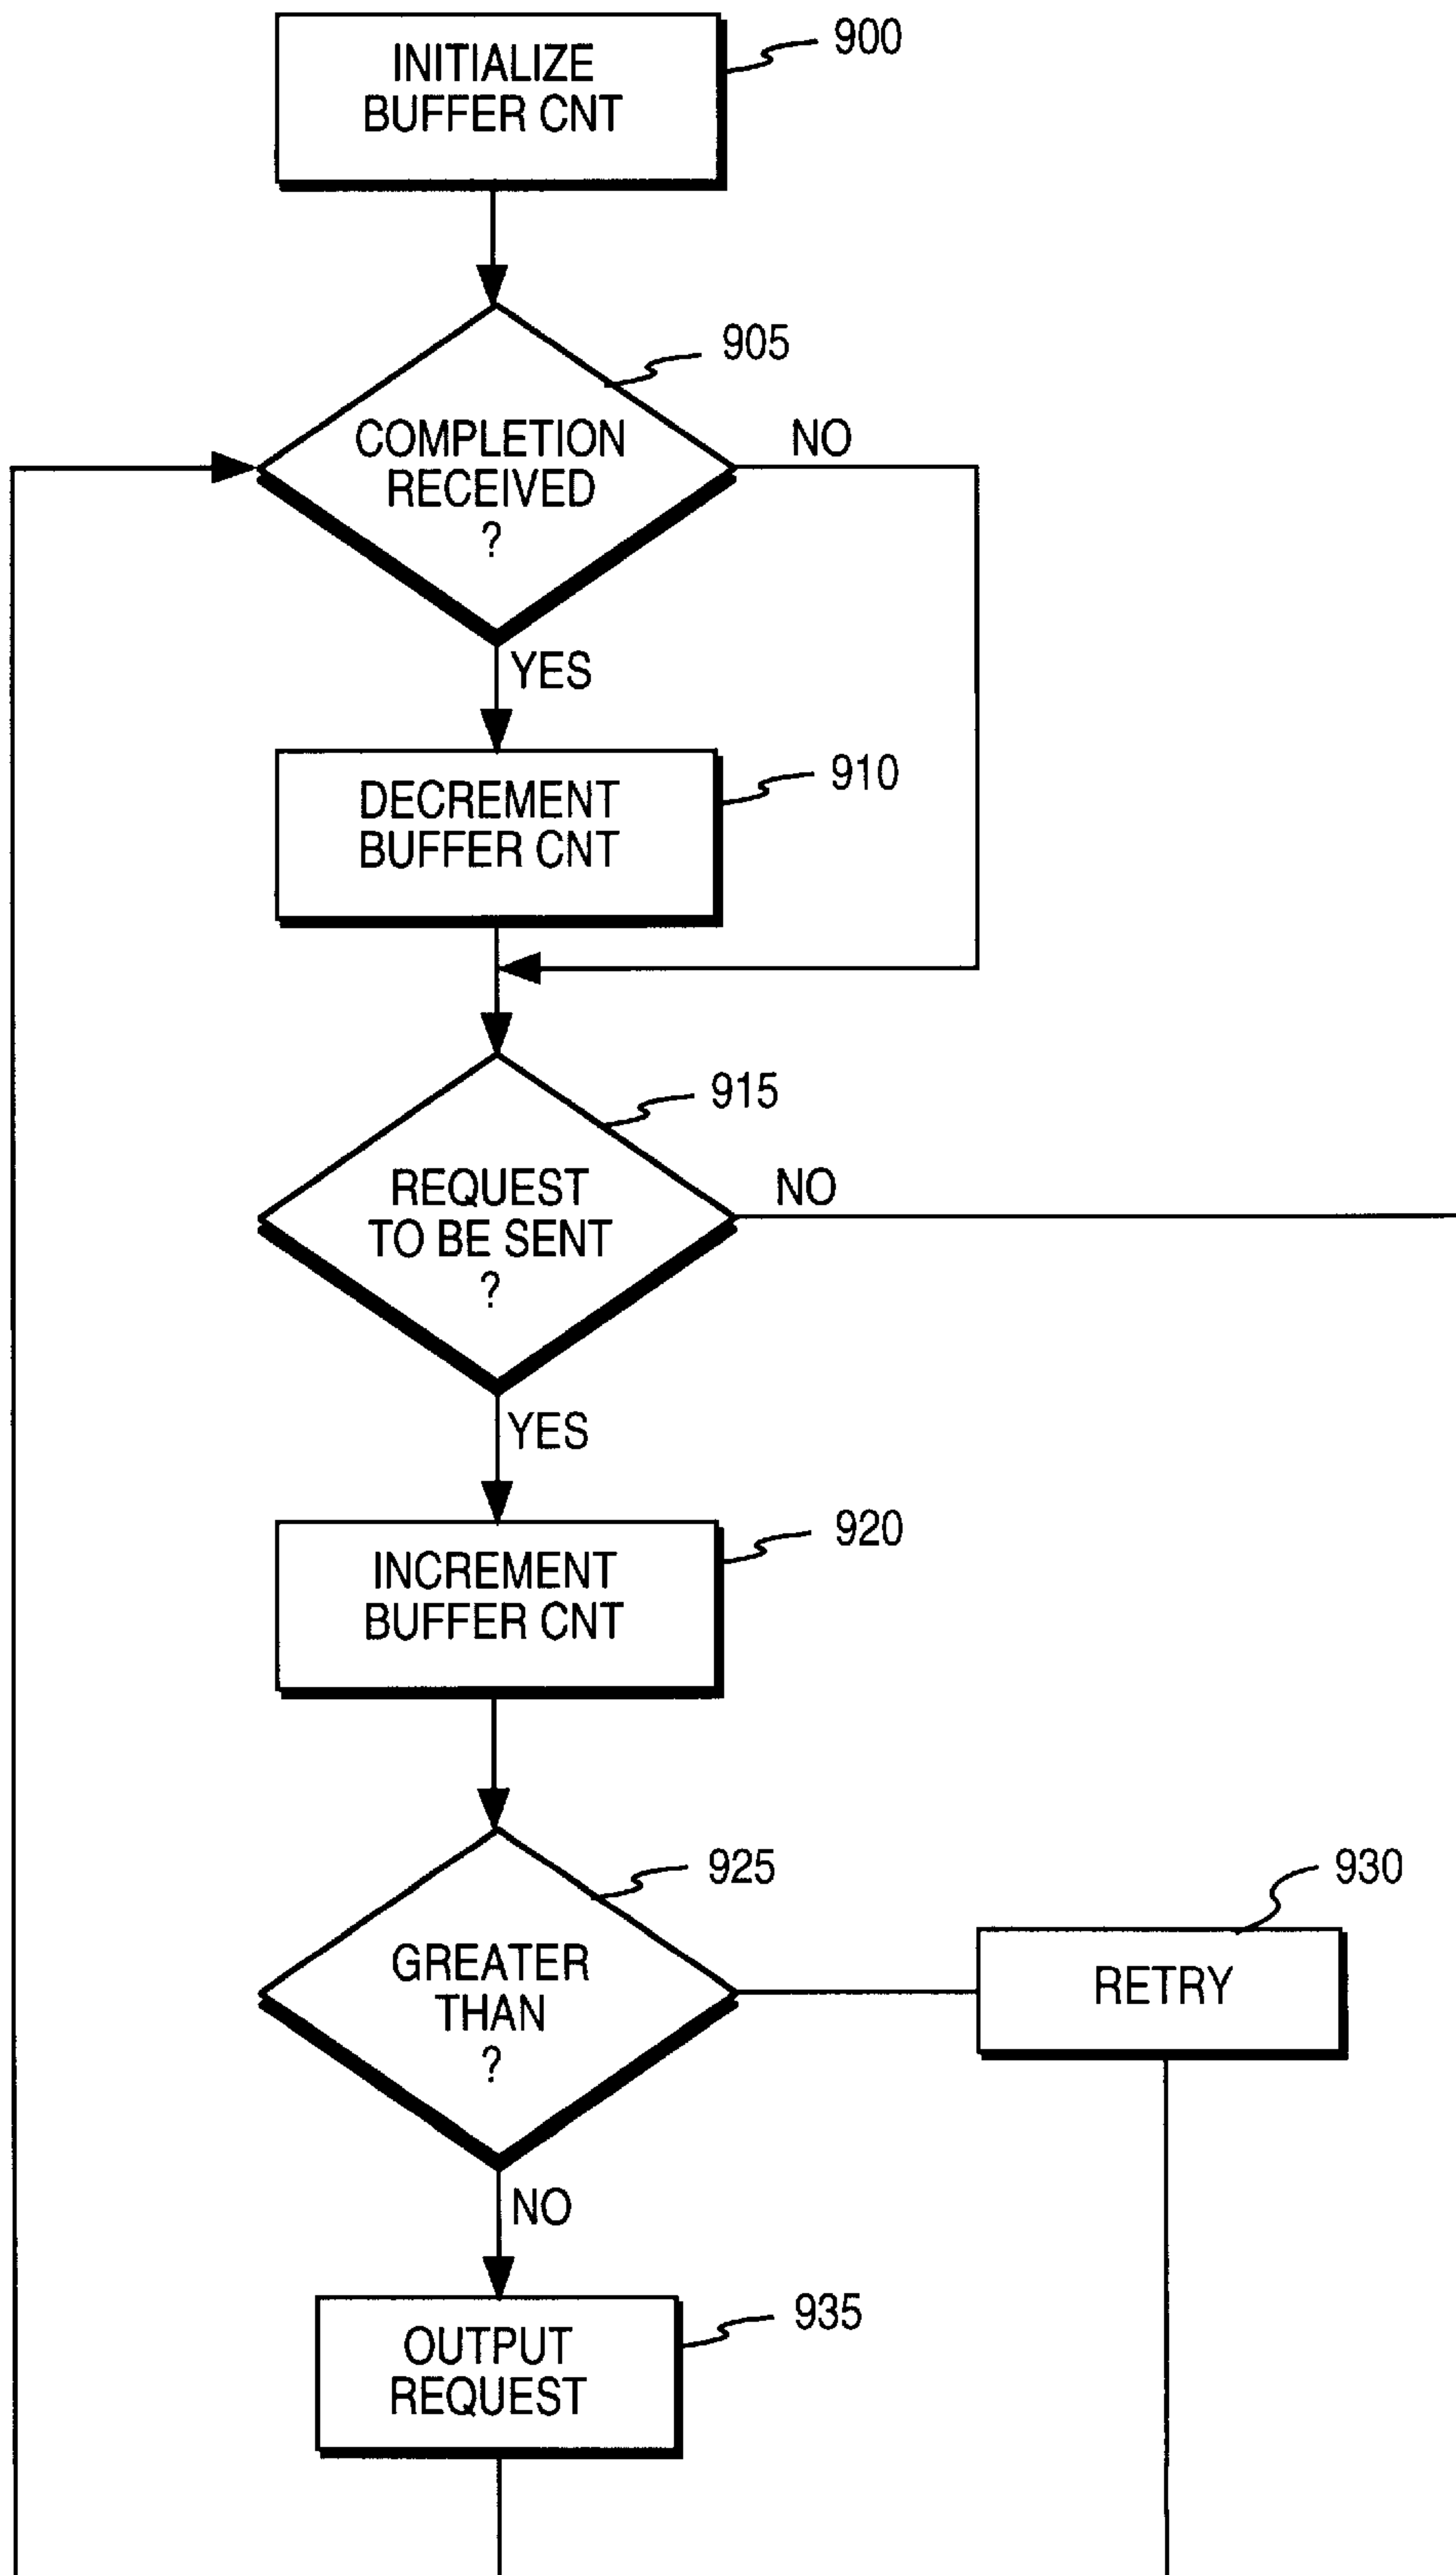 INITIALIZE
BUFFER CNT
900
COMPLETION
RECEIVED
?
905
NO
YES
DECREMENT
BUFFER CNT
910
REQUEST
TO BE SENT
?
915
NO
YES
INCREMENT
BUFFER CNT
920
GREATER
THAN
?
925
RETRY
930
NO
OUTPUT
REQUEST
935